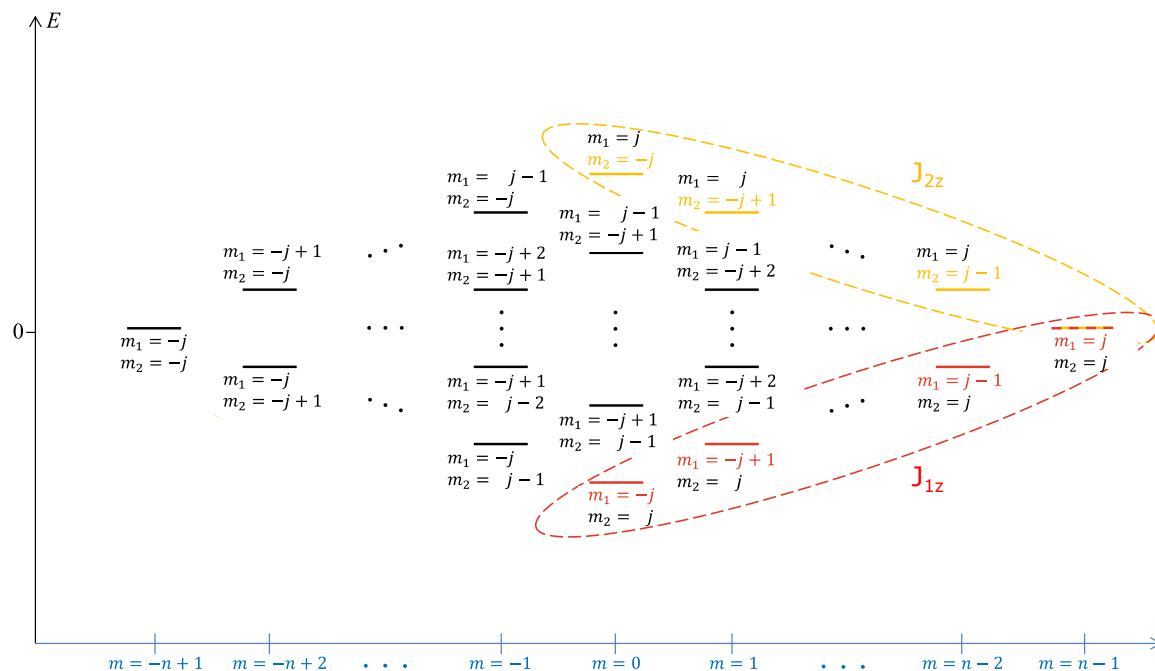 E
m₁ = j
m₂ = −j
J₂z
m₁ = j − 1
m₂ = −j
m₁ = j
m₂ = −j + 1
m₁ = j − 1
m₂ = −j + 1
m₁ = −j + 1
m₂ = −j
m₁ = −j + 2
m₂ = −j + 1
m₁ = j − 1
m₂ = −j + 2
m₁ = j
m₂ = j − 1
0
m₁ = −j
m₂ = −j
m₁ = j
m₂ = j
m₁ = −j
m₂ = −j + 1
m₁ = −j + 1
m₂ = j − 2
m₁ = −j + 2
m₂ = j − 1
m₁ = j − 1
m₂ = j
m₁ = −j + 1
m₂ = j − 1
m₁ = −j
m₂ = j − 1
m₁ = −j + 1
m₂ = j
J₁z
m₁ = −j
m₂ = j
m = −n + 1 m = −n + 2 · · · m = −1 m = 0 m = 1 · · · m = n − 2 m = n − 1